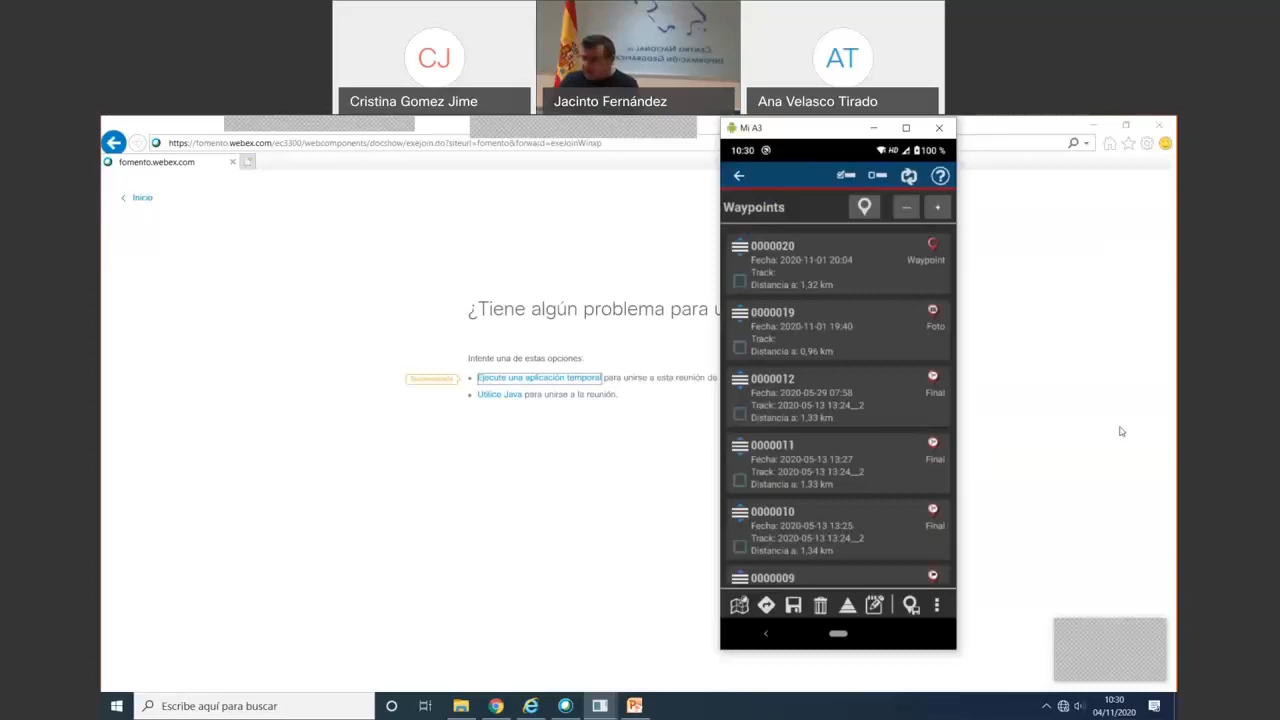 CJ
AT
CENTRO NACIONAL
INFORMACIÓN GEOGRÁFICA
Cristina Gomez Jime
Jacinto Fernández
Ana Velasco Tirado
Mi A3
https://fomento.webex.com/ec3300/webcomponents/docshow/exejoin.do?siteurl=fomento&forward=exeJoinWinxp
fomento.webex.com
10:30
HD
100 %
Inicio
Waypoints
¿Tiene algún problema para u
Intente una de estas opciones.
Recomendado
Ejecute una aplicación temporal para unirse a esta reunión de
Utilice Java para unirse a la reunión.
0000020
Fecha: 2020-11-01 20:04
Waypoint
Track:
Distancia a: 1,32 km
0000019
Fecha: 2020-11-01 19:40
Foto
Track:
Distancia a: 0,96 km
0000012
Fecha: 2020-05-29 07:58
Final
Track: 2020-05-13 13:24__2
Distancia a: 1,33 km
0000011
Fecha: 2020-05-13 13:27
Final
Track: 2020-05-13 13:24__2
Distancia a: 1,33 km
0000010
Fecha: 2020-05-13 13:25
Final
Track: 2020-05-13 13:24__2
Distancia a: 1,34 km
0000009
Escribe aquí para buscar
10:30
04/11/2020